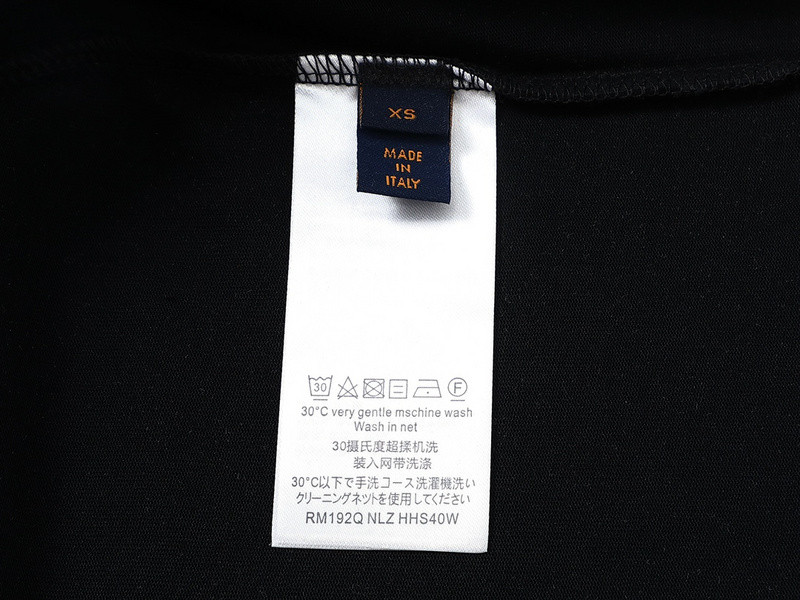 XS
MADE
IN
ITALY
30
F
30°C very gentle mschine wash
Wash in net
30摄氏度超揉机洗
装入网带洗涤
30°C以下で手洗コース洗濯機洗い
クリーニングネットを使用してください
RM192Q NLZ HHS40W